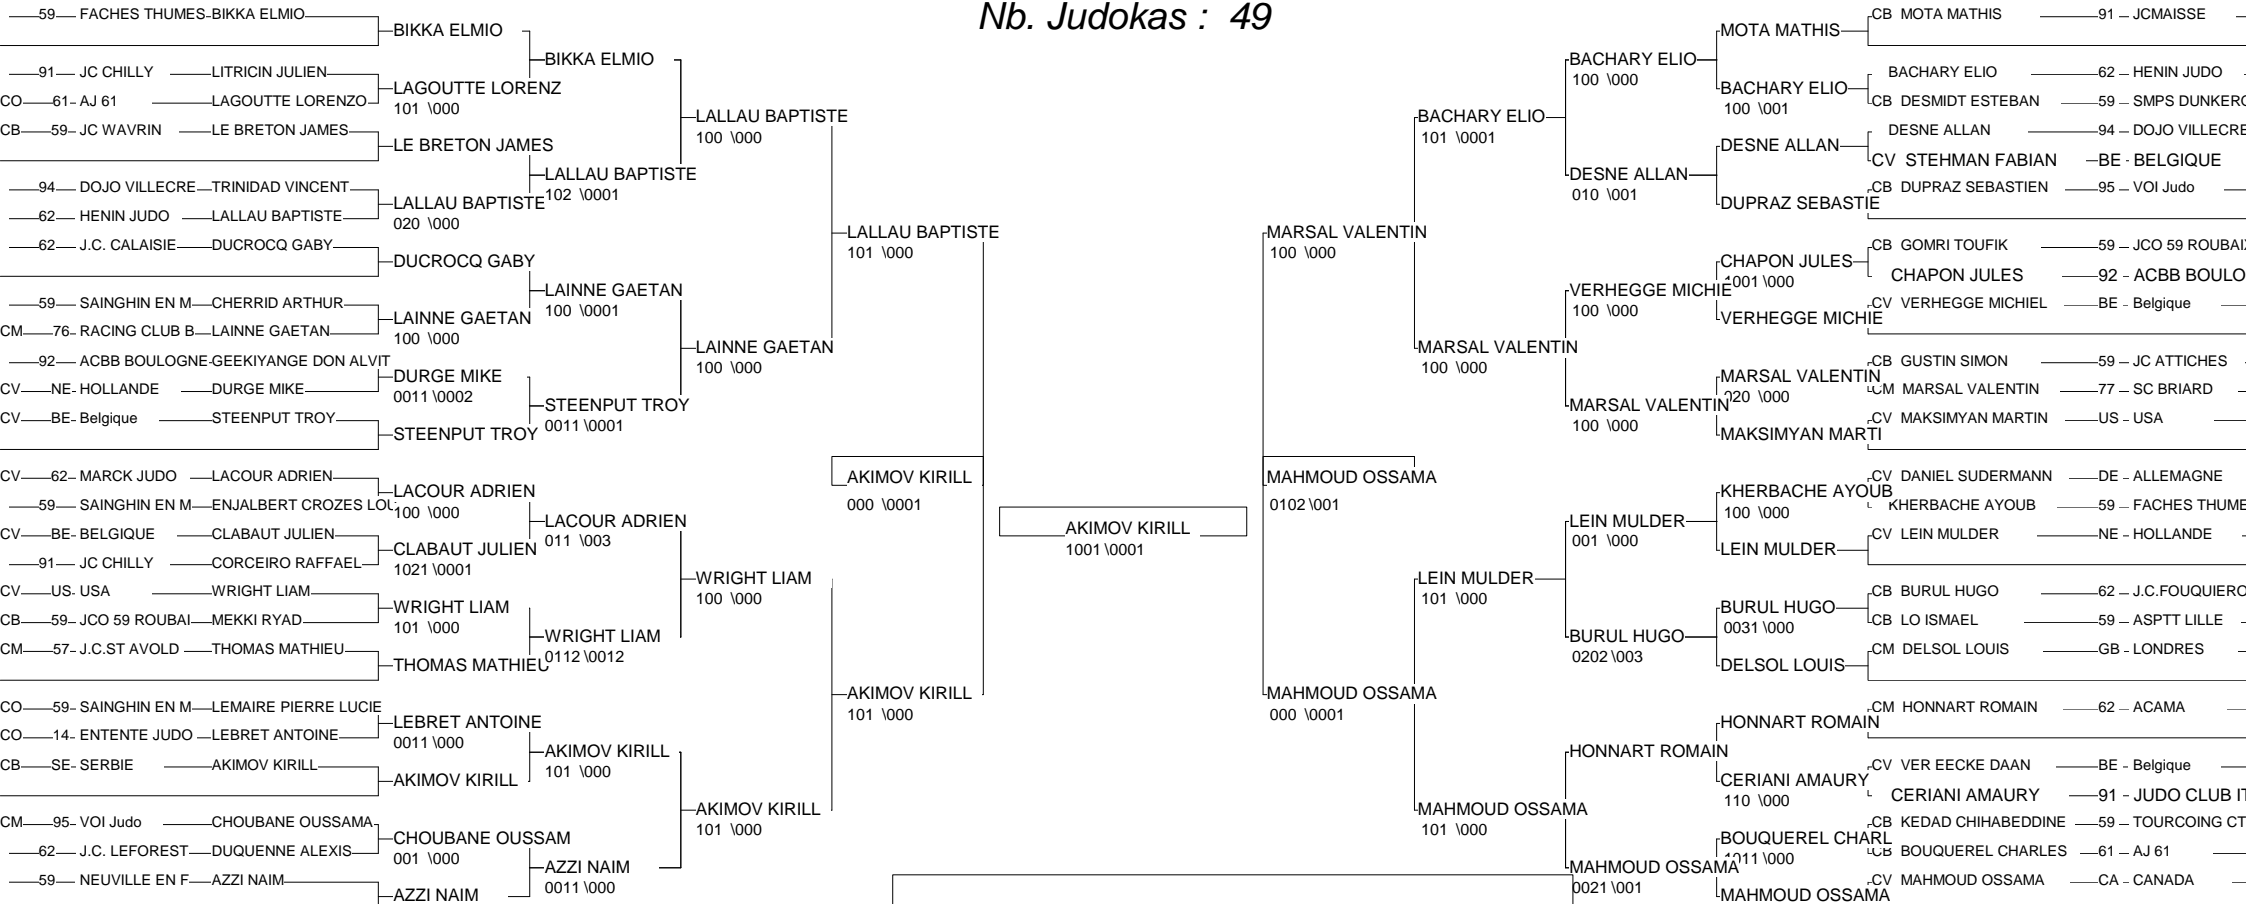 Nb. Judokas : 49
59 FACHES THUMES BIKKA ELMIO
91 JC CHILLY LITRICIN JULIEN
CO 61 AJ 61 LAGOUTTE LORENZO
CB 59 JC WAVRIN LE BRETON JAMES
94 DOJO VILLECRE TRINIDAD VINCENT
62 HENIN JUDO LALLAU BAPTISTE
62 J.C. CALAISIE DUCROCQ GABY
59 SAINGHIN EN M CHERRID ARTHUR
CM 76 RACING CLUB B LAINNE GAETAN
92 ACBB BOULOGNE GEEKIYANGE DON ALVIT
CV NE HOLLANDE DURGE MIKE
CV BE Belgique STEENPUT TROY
CV 62 MARCK JUDO LACOUR ADRIEN
59 SAINGHIN EN M ENJALBERT CROZES LOU
CV BE BELGIQUE CLABAUT JULIEN
91 JC CHILLY CORCEIRO RAFFAEL
CV US USA WRIGHT LIAM
CB 59 JCO 59 ROUBAI MEKKI RYAD
CM 57 J.C.ST AVOLD THOMAS MATHIEU
CO 59 SAINGHIN EN M LEMAIRE PIERRE LUCIE
CO 14 ENTENTE JUDO LEBRET ANTOINE
CB SE SERBIE AKIMOV KIRILL
CM 95 VOI Judo CHOUBANE OUSSAMA
62 J.C. LEFOREST DUQUENNE ALEXIS
59 NEUVILLE EN F AZZI NAIM
BIKKA ELMIO
LAGOUTTE LORENZ
101 \000
LE BRETON JAMES
LALLAU BAPTISTE
020 \000
DUCROCQ GABY
LAINNE GAETAN
100 \000
DURGE MIKE
0011 \0002
STEENPUT TROY
LACOUR ADRIEN
100 \000
CLABAUT JULIEN
1021 \0001
WRIGHT LIAM
101 \000
THOMAS MATHIEU
LEBRET ANTOINE
0011 \000
AKIMOV KIRILL
CHOUBANE OUSSAM
001 \000
AZZI NAIM
BIKKA ELMIO
LALLAU BAPTISTE
102 \0001
LAINNE GAETAN
100 \0001
STEENPUT TROY
0011 \0001
LACOUR ADRIEN
011 \003
WRIGHT LIAM
0112 \0012
AKIMOV KIRILL
101 \000
AZZI NAIM
0011 \000
LALLAU BAPTISTE
100 \000
LAINNE GAETAN
100 \000
WRIGHT LIAM
100 \000
AKIMOV KIRILL
101 \000
LALLAU BAPTISTE
101 \000
AKIMOV KIRILL
000 \0001
AKIMOV KIRILL
101 \000
AKIMOV KIRILL
1001 \0001
MARSAL VALENTIN
100 \000
MAHMOUD OSSAMA
0102 \001
MAHMOUD OSSAMA
000 \0001
BACHARY ELIO
101 \0001
MARSAL VALENTIN
100 \000
LEIN MULDER
101 \000
MAHMOUD OSSAMA
101 \000
BACHARY ELIO
100 \000
DESNE ALLAN
010 \001
VERHEGGE MICHIE
100 \000
MARSAL VALENTIN
100 \000
LEIN MULDER
001 \000
BURUL HUGO
0202 \003
HONNART ROMAIN
MAHMOUD OSSAMA
0021 \001
MOTA MATHIS
BACHARY ELIO
100 \001
DESNE ALLAN
DUPRAZ SEBASTIE
CHAPON JULES
1001 \000
VERHEGGE MICHIE
MARSAL VALENTIN
020 \000
MAKSIMYAN MARTI
KHERBACHE AYOUB
100 \000
LEIN MULDER
BURUL HUGO
0031 \000
DELSOL LOUIS
HONNART ROMAIN
CERIANI AMAURY
110 \000
BOUQUEREL CHARL
1011 \000
MAHMOUD OSSAMA
CB MOTA MATHIS 91 JCMAISSE
BACHARY ELIO 62 HENIN JUDO
CB DESMIDT ESTEBAN 59 SMPS DUNKERQ
DESNE ALLAN 94 DOJO VILLECRE
CV STEHMAN FABIAN BE BELGIQUE
CB DUPRAZ SEBASTIEN 95 VOI Judo
CB GOMRI TOUFIK 59 JCO 59 ROUBAI
CHAPON JULES 92 ACBB BOULO
CV VERHEGGE MICHIEL BE Belgique
CB GUSTIN SIMON 59 JC ATTICHES
CM MARSAL VALENTIN 77 SC BRIARD
CV MAKSIMYAN MARTIN US USA
CV DANIEL SUDERMANN DE ALLEMAGNE
KHERBACHE AYOUB 59 FACHES THUME
CV LEIN MULDER NE HOLLANDE
CB BURUL HUGO 62 J.C.FOUQUIERO
CB LO ISMAEL 59 ASPTT LILLE
CM DELSOL LOUIS GB LONDRES
CM HONNART ROMAIN 62 ACAMA
CV VER EECKE DAAN BE Belgique
CERIANI AMAURY 91 JUDO CLUB IT
CB KEDAD CHIHABEDDINE 59 TOURCOING CT
CB BOUQUEREL CHARLES 61 AJ 61
CV MAHMOUD OSSAMA CA CANADA